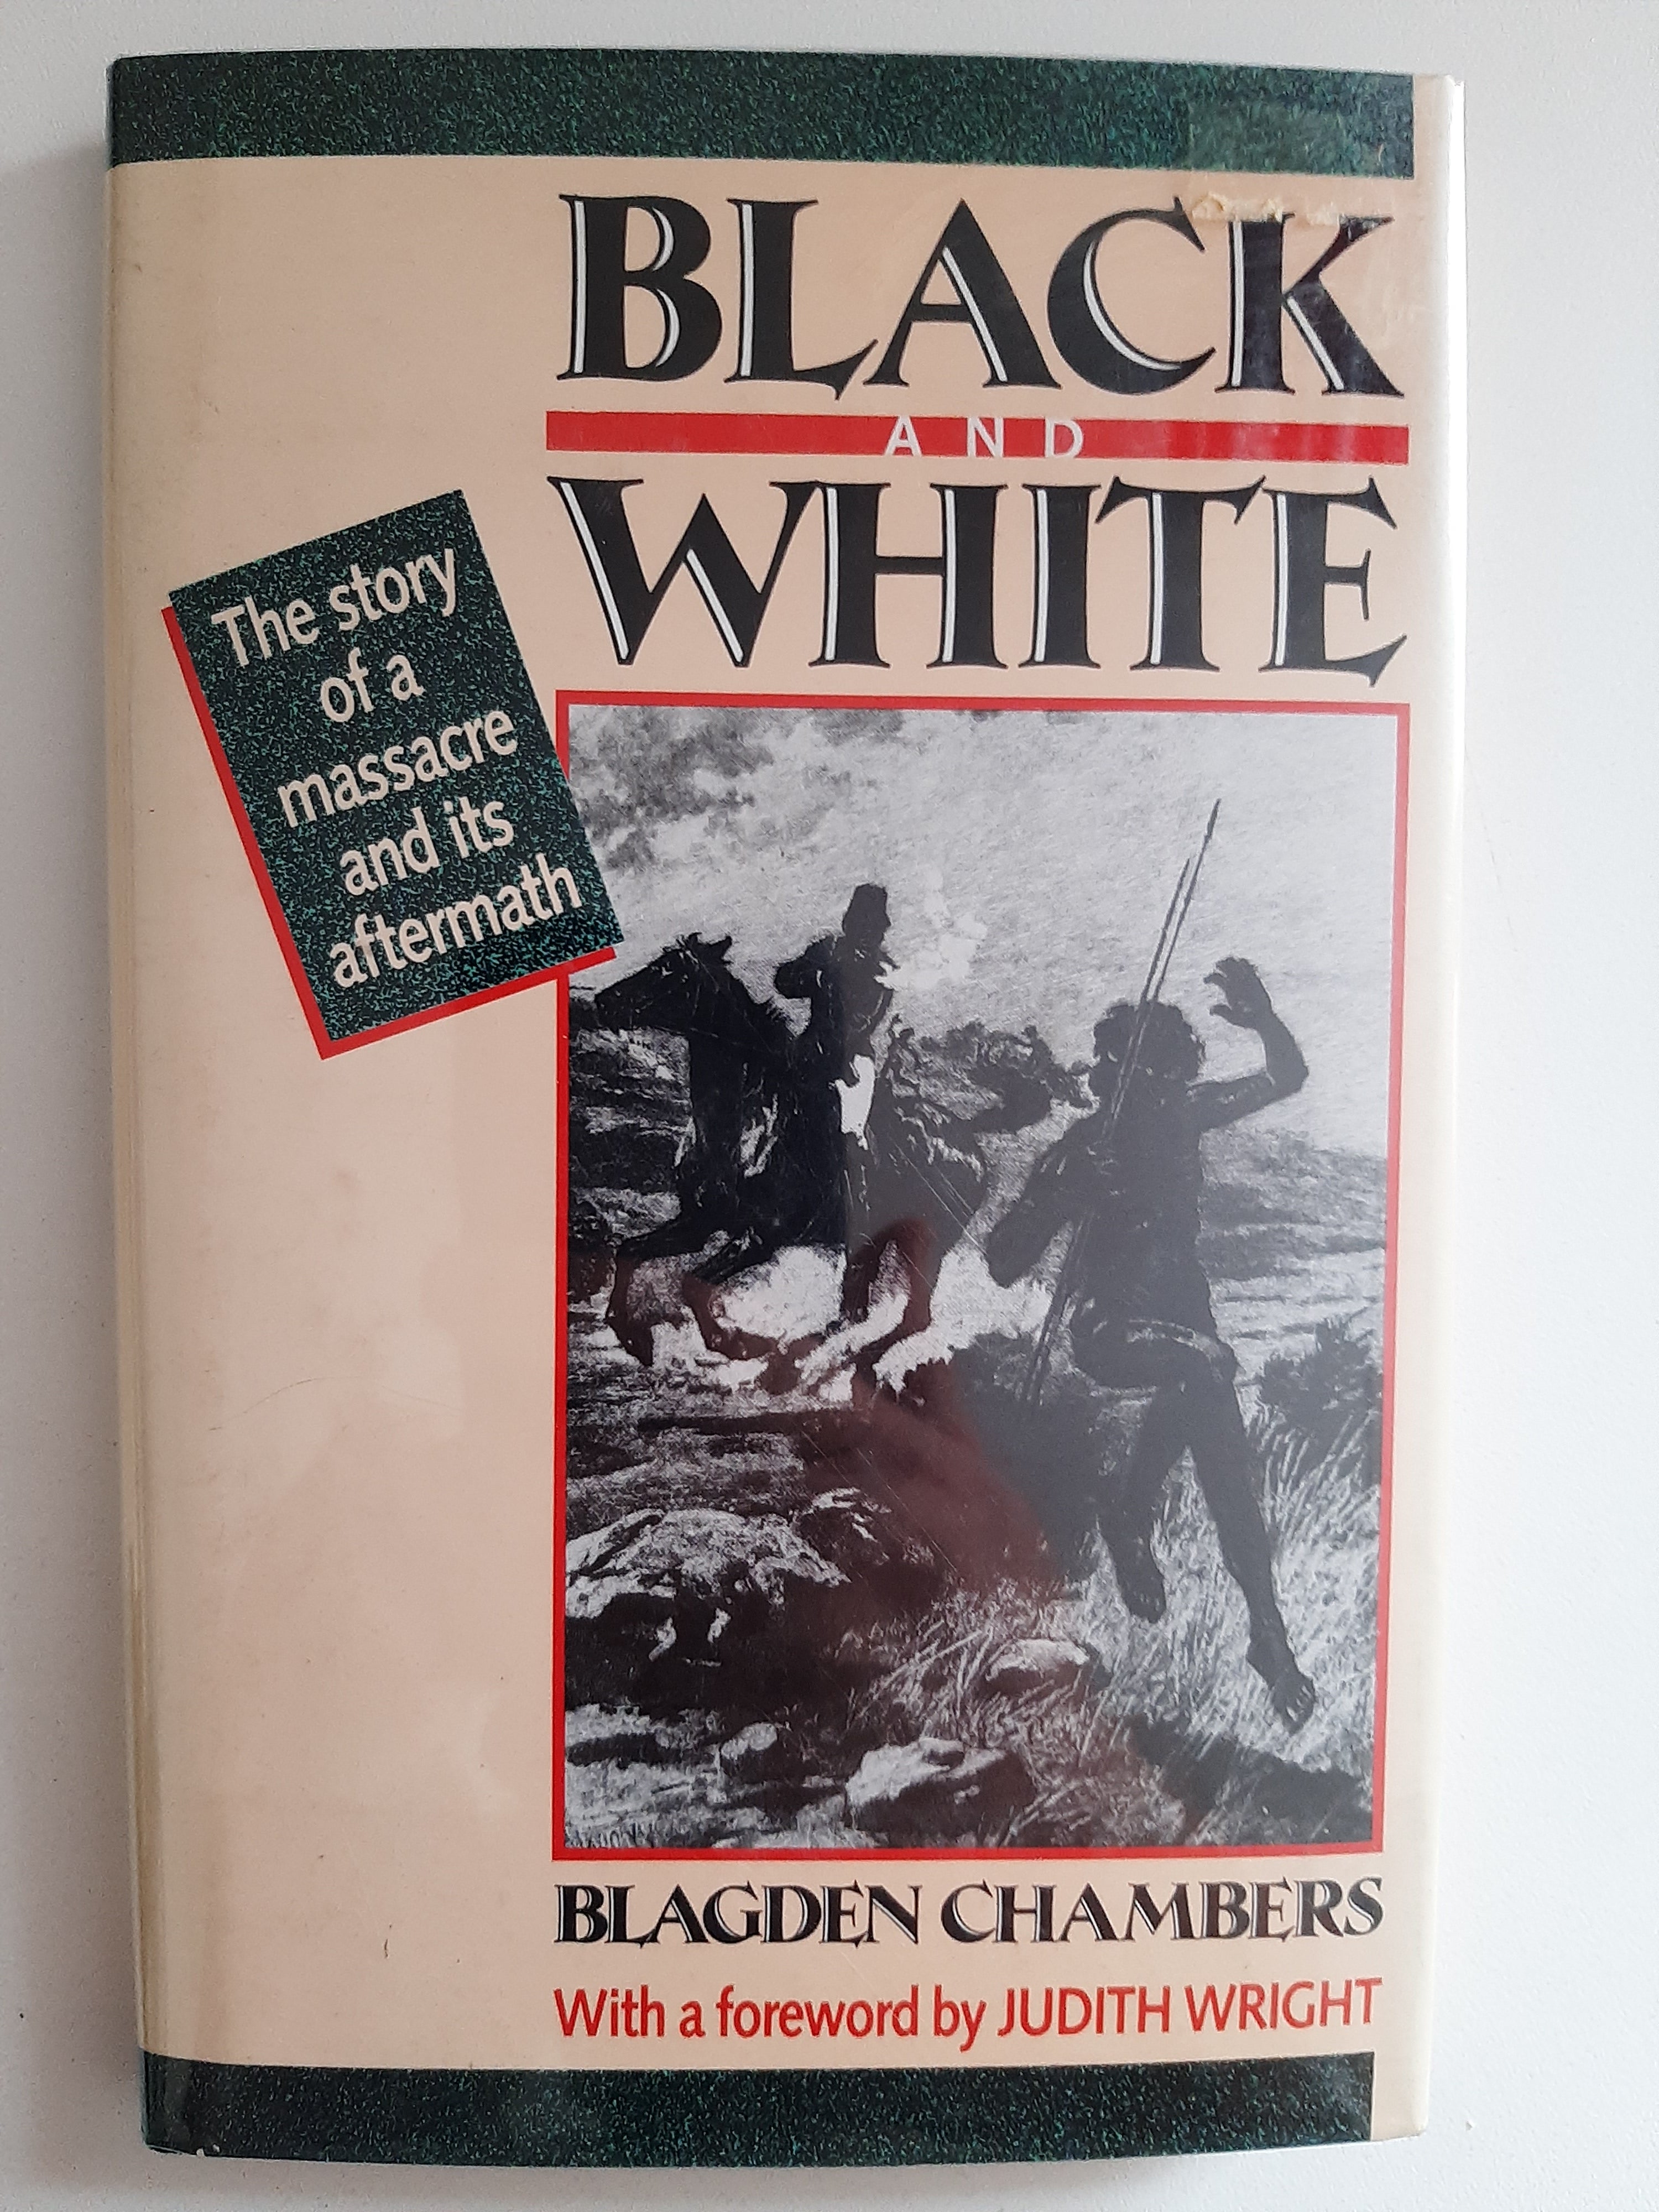 BLACK
AND
WHITE
The story
of a
massacre
and its
aftermath
BLAGDEN CHAMBERS
With a foreword by JUDITH WRIGHT